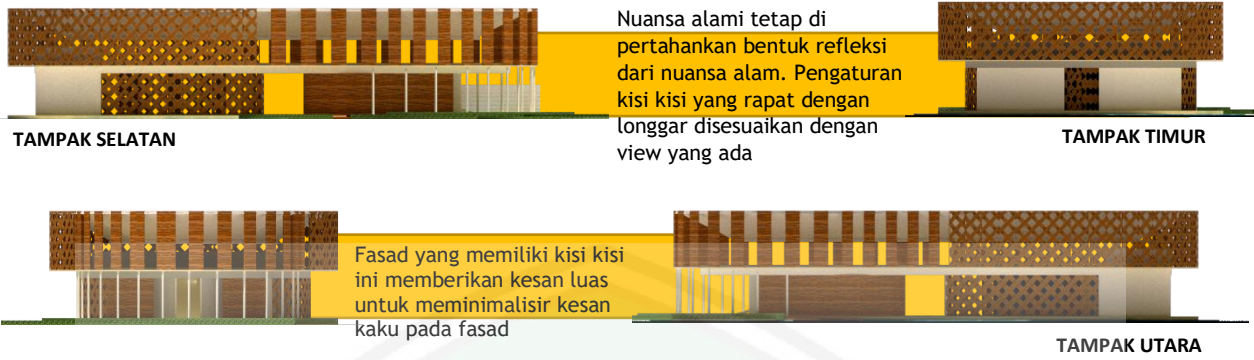 Nuansa alami tetap di
pertahankan bentuk refleksi
dari nuansa alam. Pengaturan
kisi kisi yang rapat dengan
longgar disesuaikan dengan
view yang ada
TAMPAK SELATAN
TAMPAK TIMUR
Fasad yang memiliki kisi kisi
ini memberikan kesan luas
untuk meminimalisir kesan
kaku pada fasad
TAMPAK UTARA